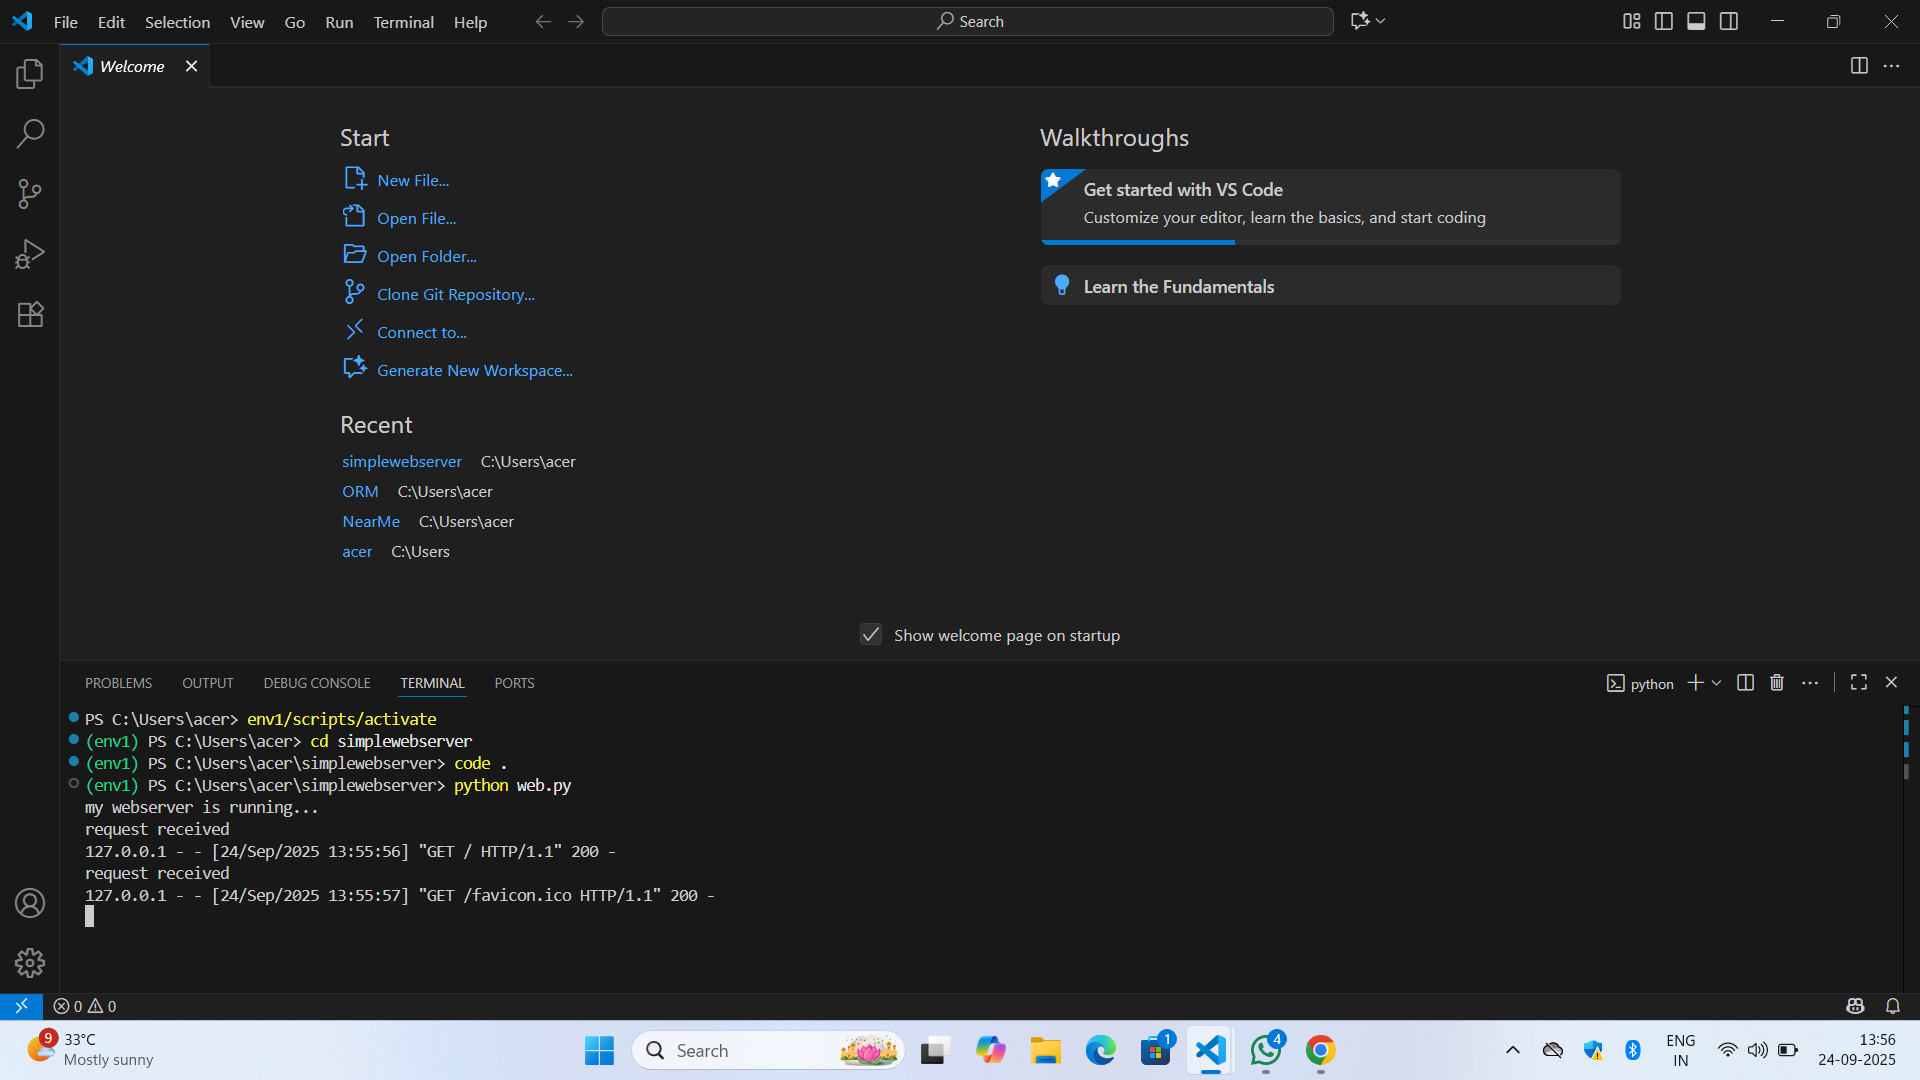 File Edit Selection View Go Run Terminal Help
Search
Welcome
Start
New File...
Open File...
Open Folder...
Clone Git Repository...
Connect to...
Generate New Workspace...
Recent
simplewebserver C:\Users\acer
ORM C:\Users\acer
NearMe C:\Users\acer
acer C:\Users
Walkthroughs
Get started with VS Code
Customize your editor, learn the basics, and start coding
Learn the Fundamentals
Show welcome page on startup
PROBLEMS OUTPUT DEBUG CONSOLE TERMINAL PORTS
python
PS C:\Users\acer> env1/scripts/activate
(env1) PS C:\Users\acer> cd simplewebserver
(env1) PS C:\Users\acer\simplewebserver> code .
(env1) PS C:\Users\acer\simplewebserver> python web.py
my webserver is running...
request received
127.0.0.1 - - [24/Sep/2025 13:55:56] "GET / HTTP/1.1" 200 -
request received
127.0.0.1 - - [24/Sep/2025 13:55:57] "GET /favicon.ico HTTP/1.1" 200 -
0 0
9
33°C
Mostly sunny
Search
1
4
ENG
IN
13:56
24-09-2025